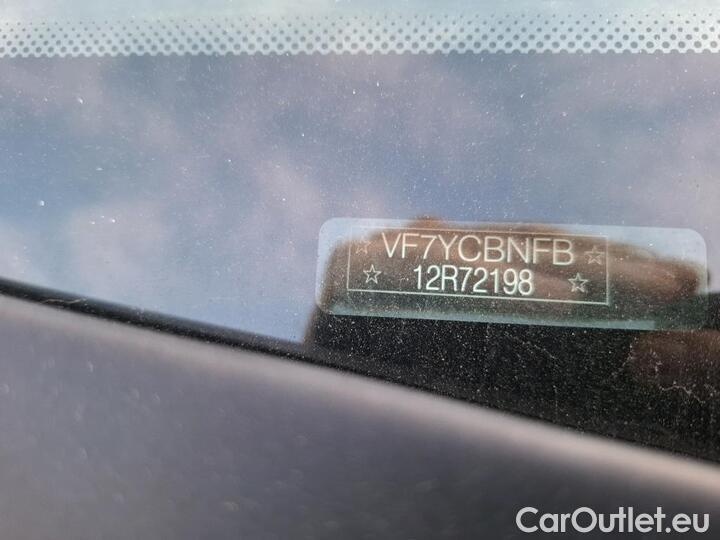 ☆ VF7YCBNFB ☆
☆ 12R72198 ☆
CarOutlet.eu